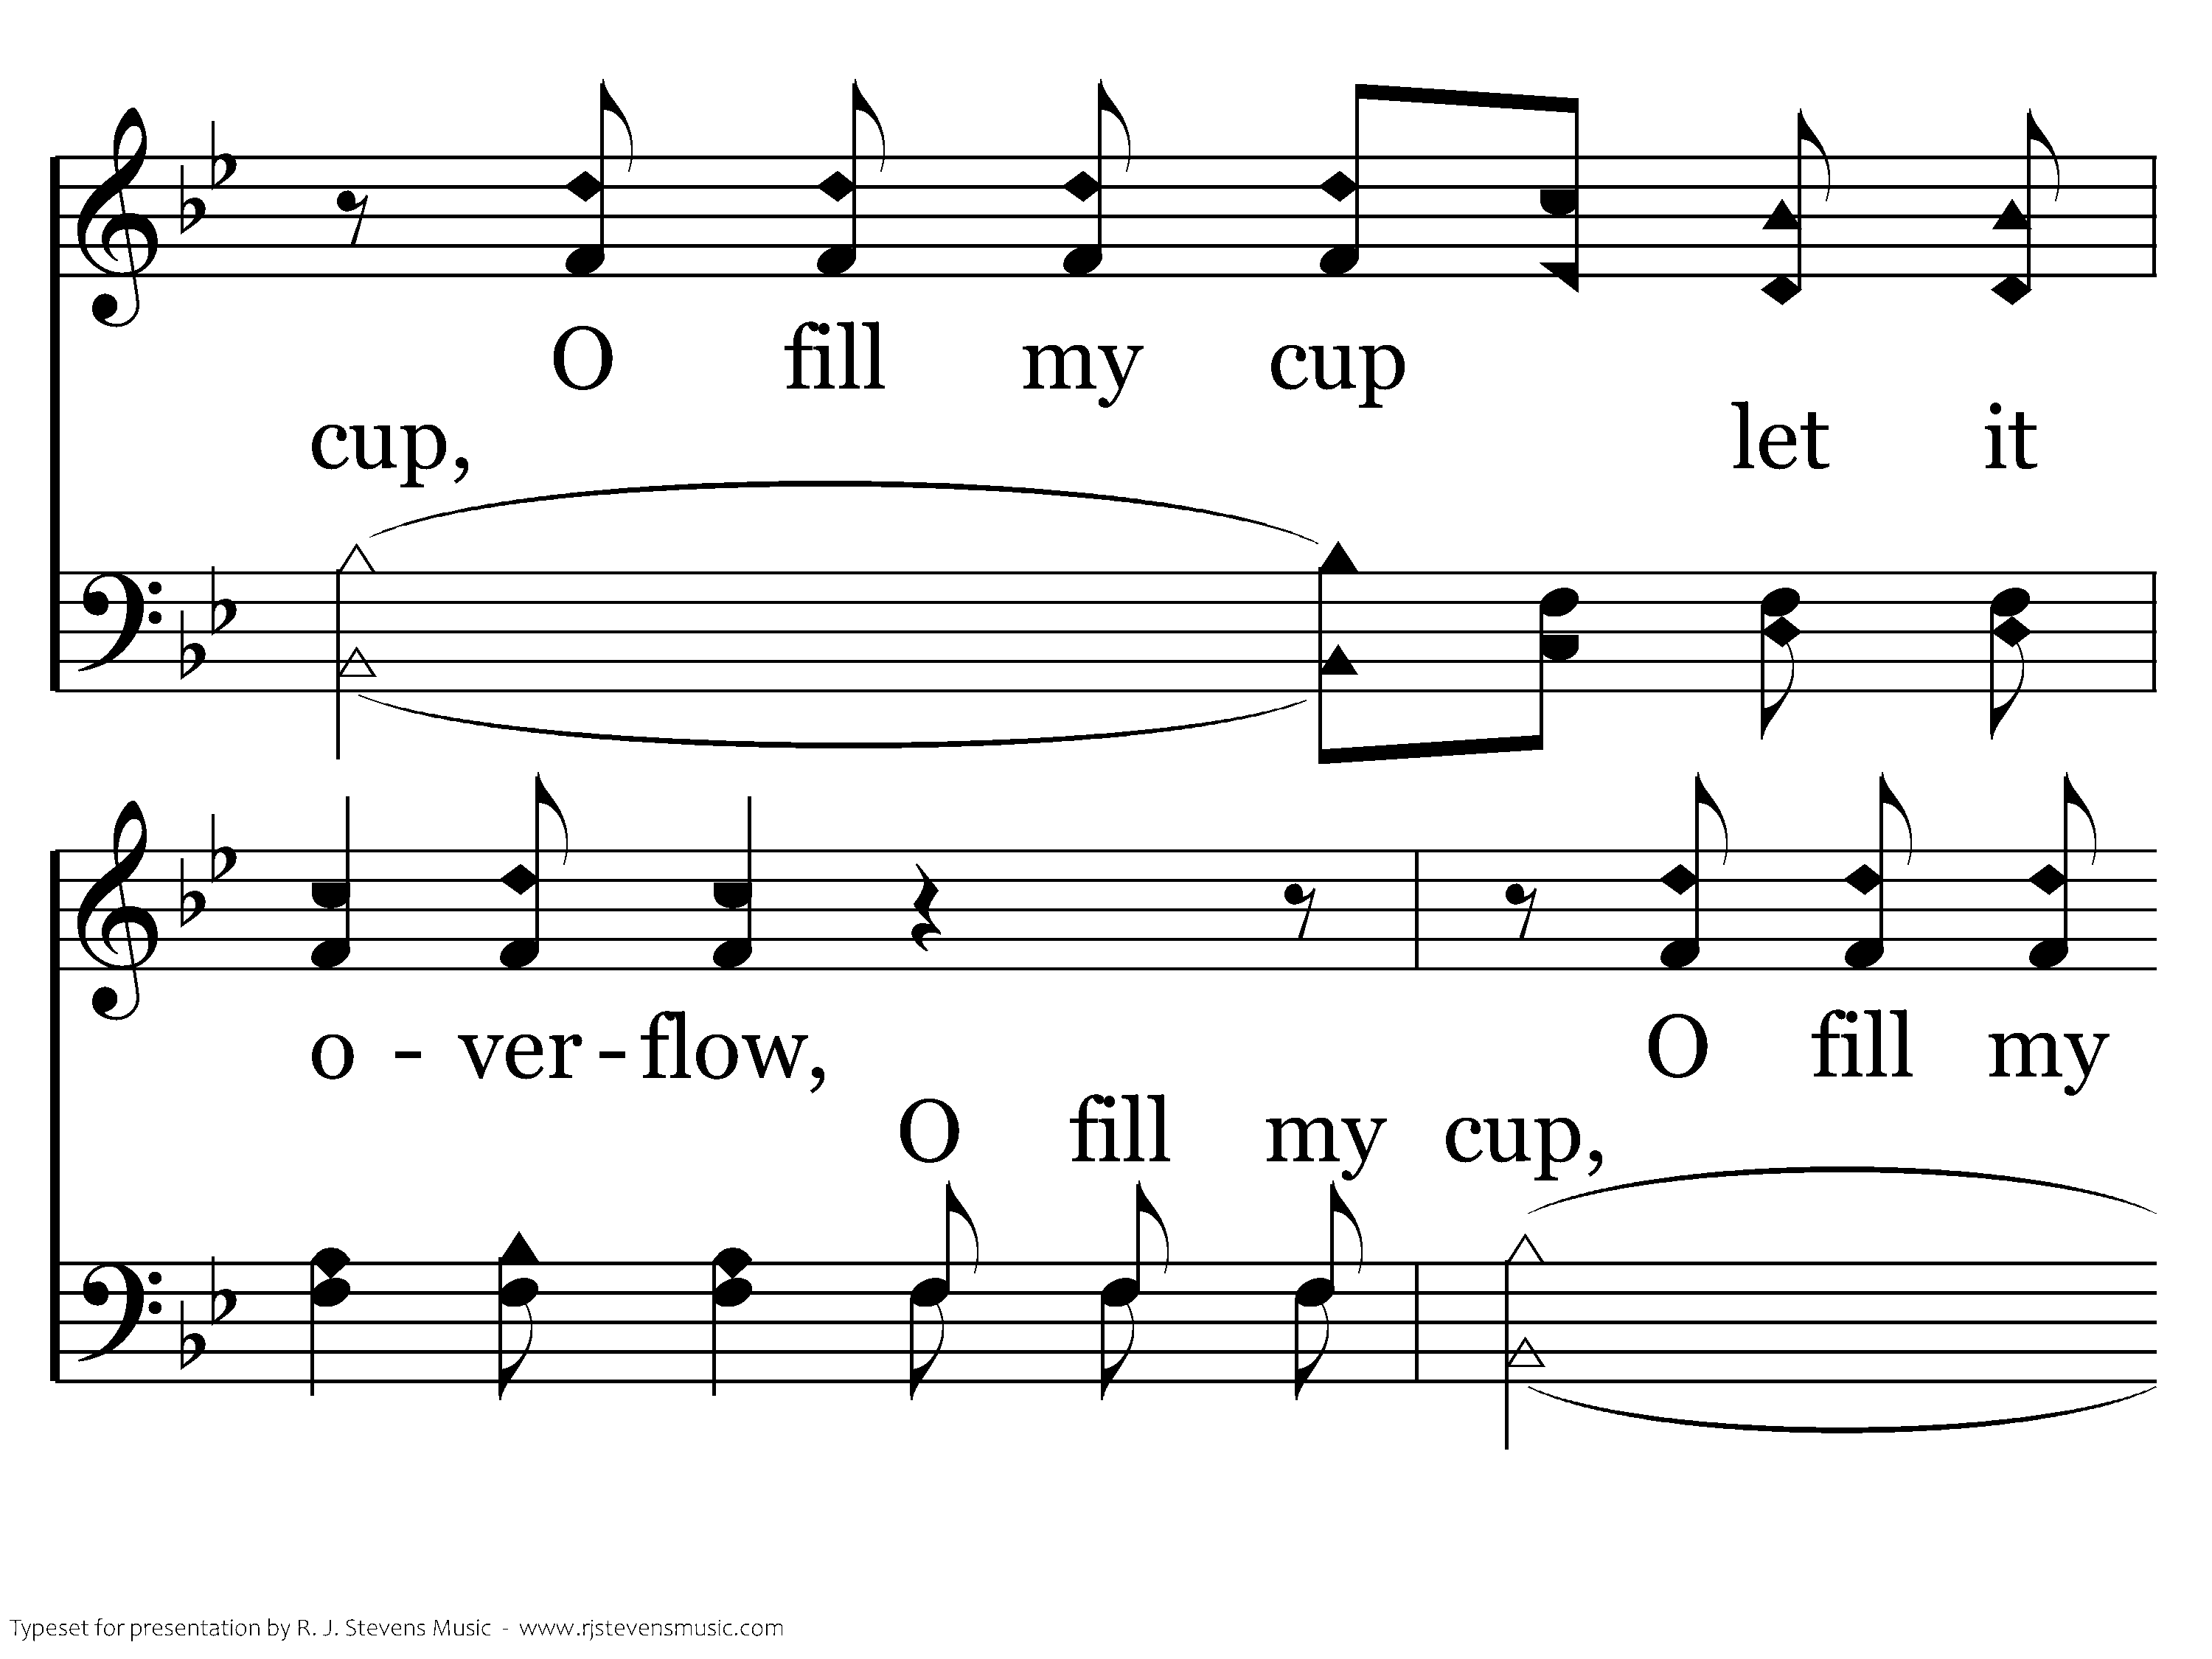 O fill my cup
cup, let it
o - ver - flow, O fill my
O fill my cup,
Typeset for presentation by R. J. Stevens Music - www.rjstevensmusic.com